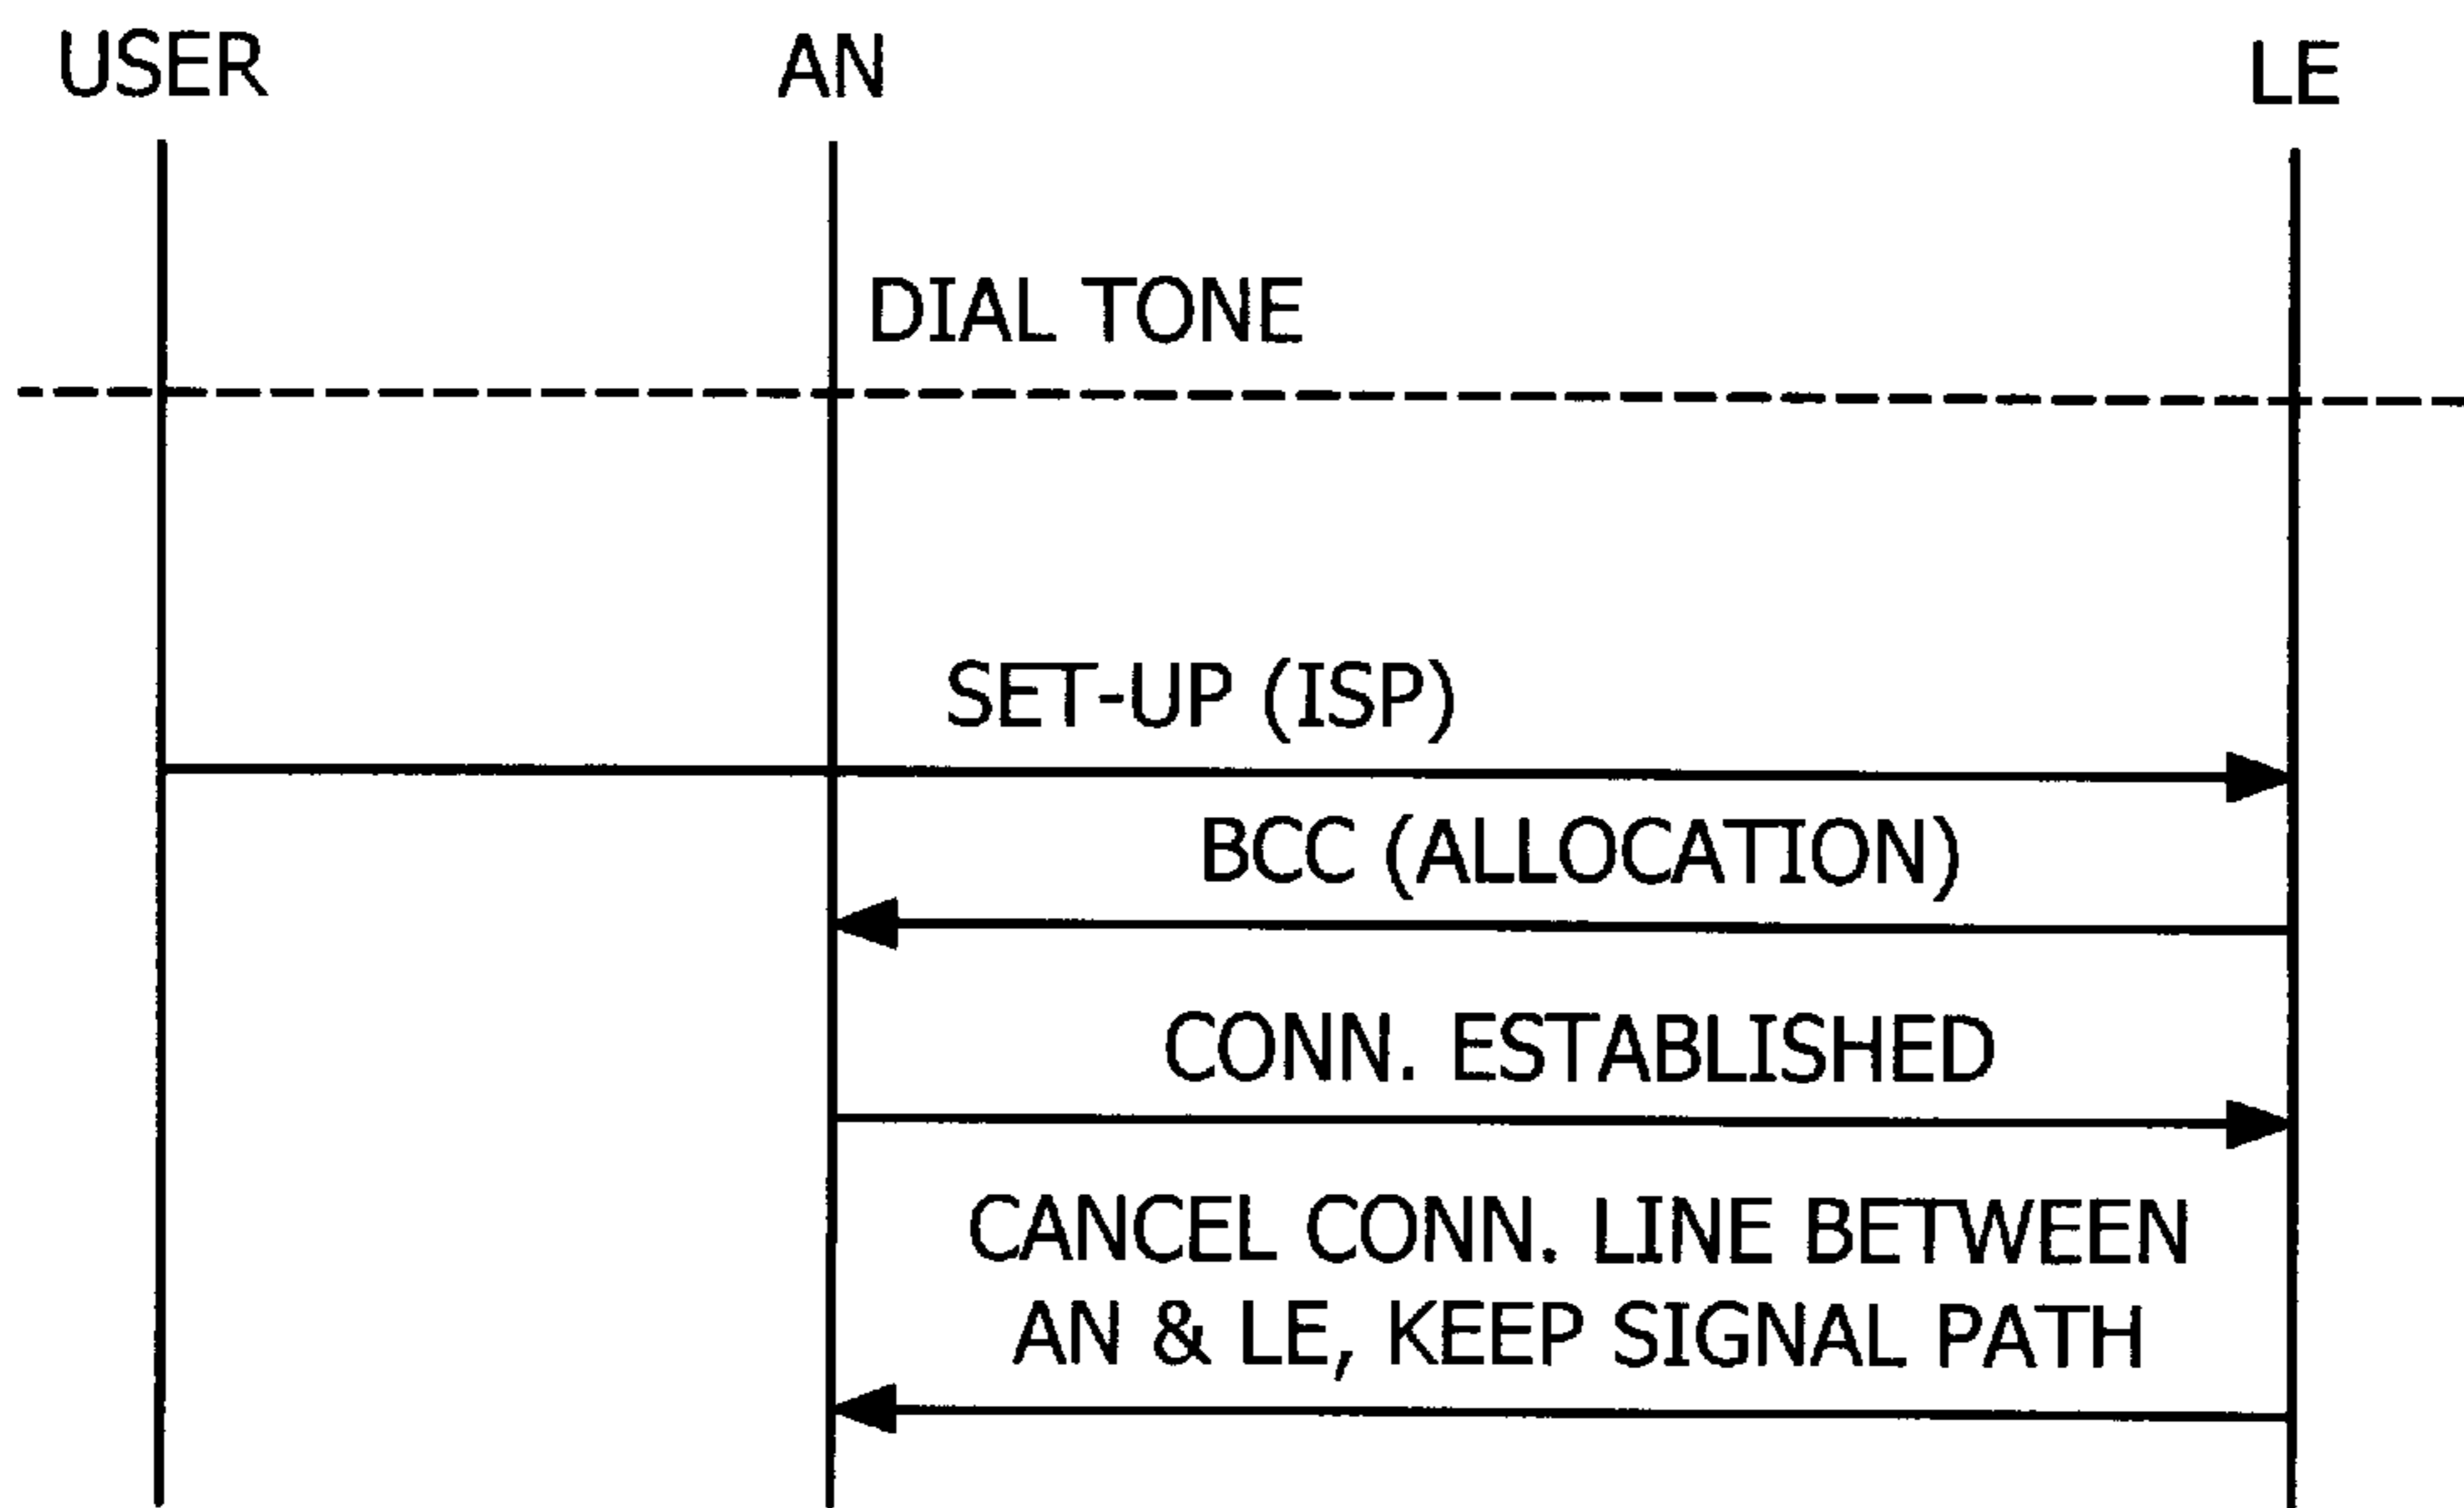 USER
AN
LE
DIAL TONE
SET-UP (ISP)
BCC (ALLOCATION)
CONN. ESTABLISHED
CANCEL CONN. LINE BETWEEN
AN & LE, KEEP SIGNAL PATH